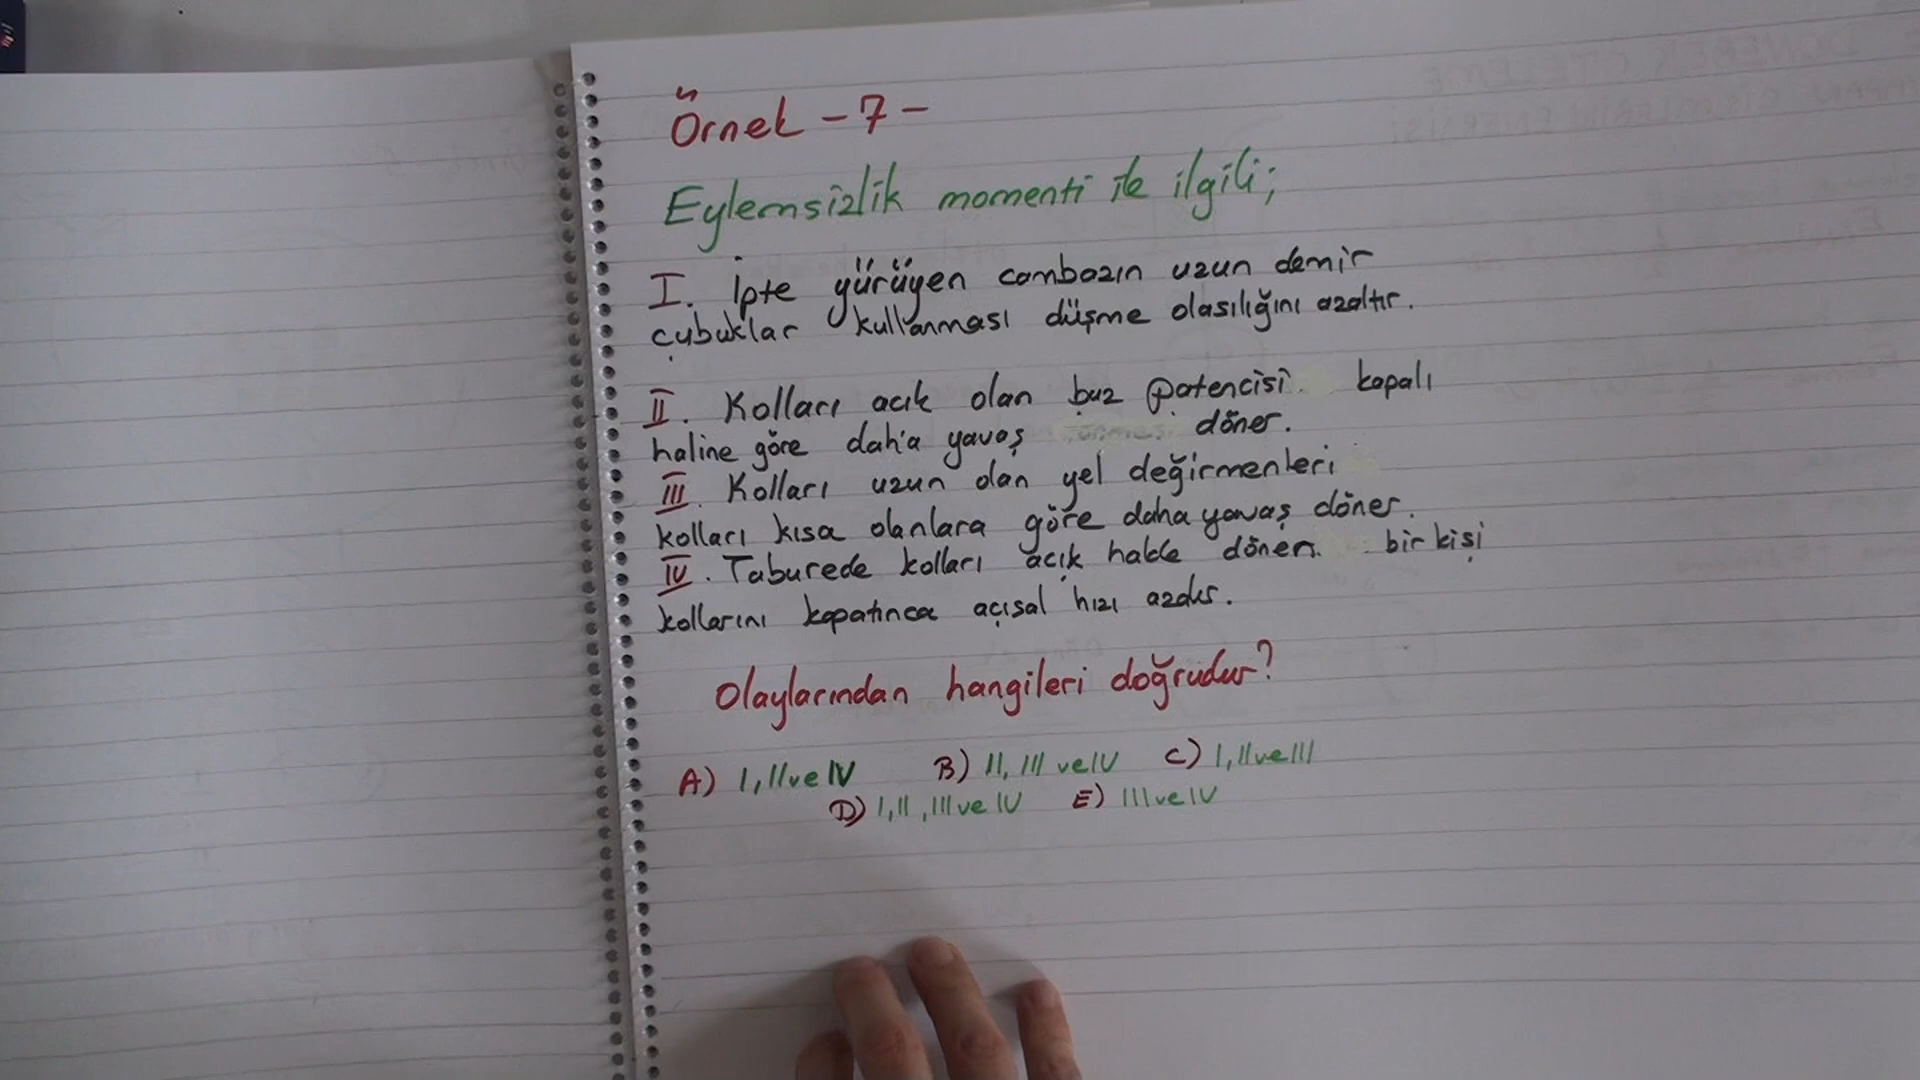 Örnek - 7 -
Eylemsizlik momenti ile ilgili;
I. İpte yürüyen cambazın uzun demir
çubuklar kullanması düşme olasılığını azaltır.
II. Kolları açık olan buz patencisi kapalı
haline göre daha yavaş döner.
III. Kolları uzun olan yel değirmenleri
kolları kısa olanlara göre daha yavaş döner.
IV. Taburede kolları açık halde dönen bir kişi
kollarını kapatınca açısal hızı azalır.
Olaylarından hangileri doğrudur?
A) I, II ve IV B) II, III ve IV C) I, II ve III
D) I, II, III ve IV E) III ve IV